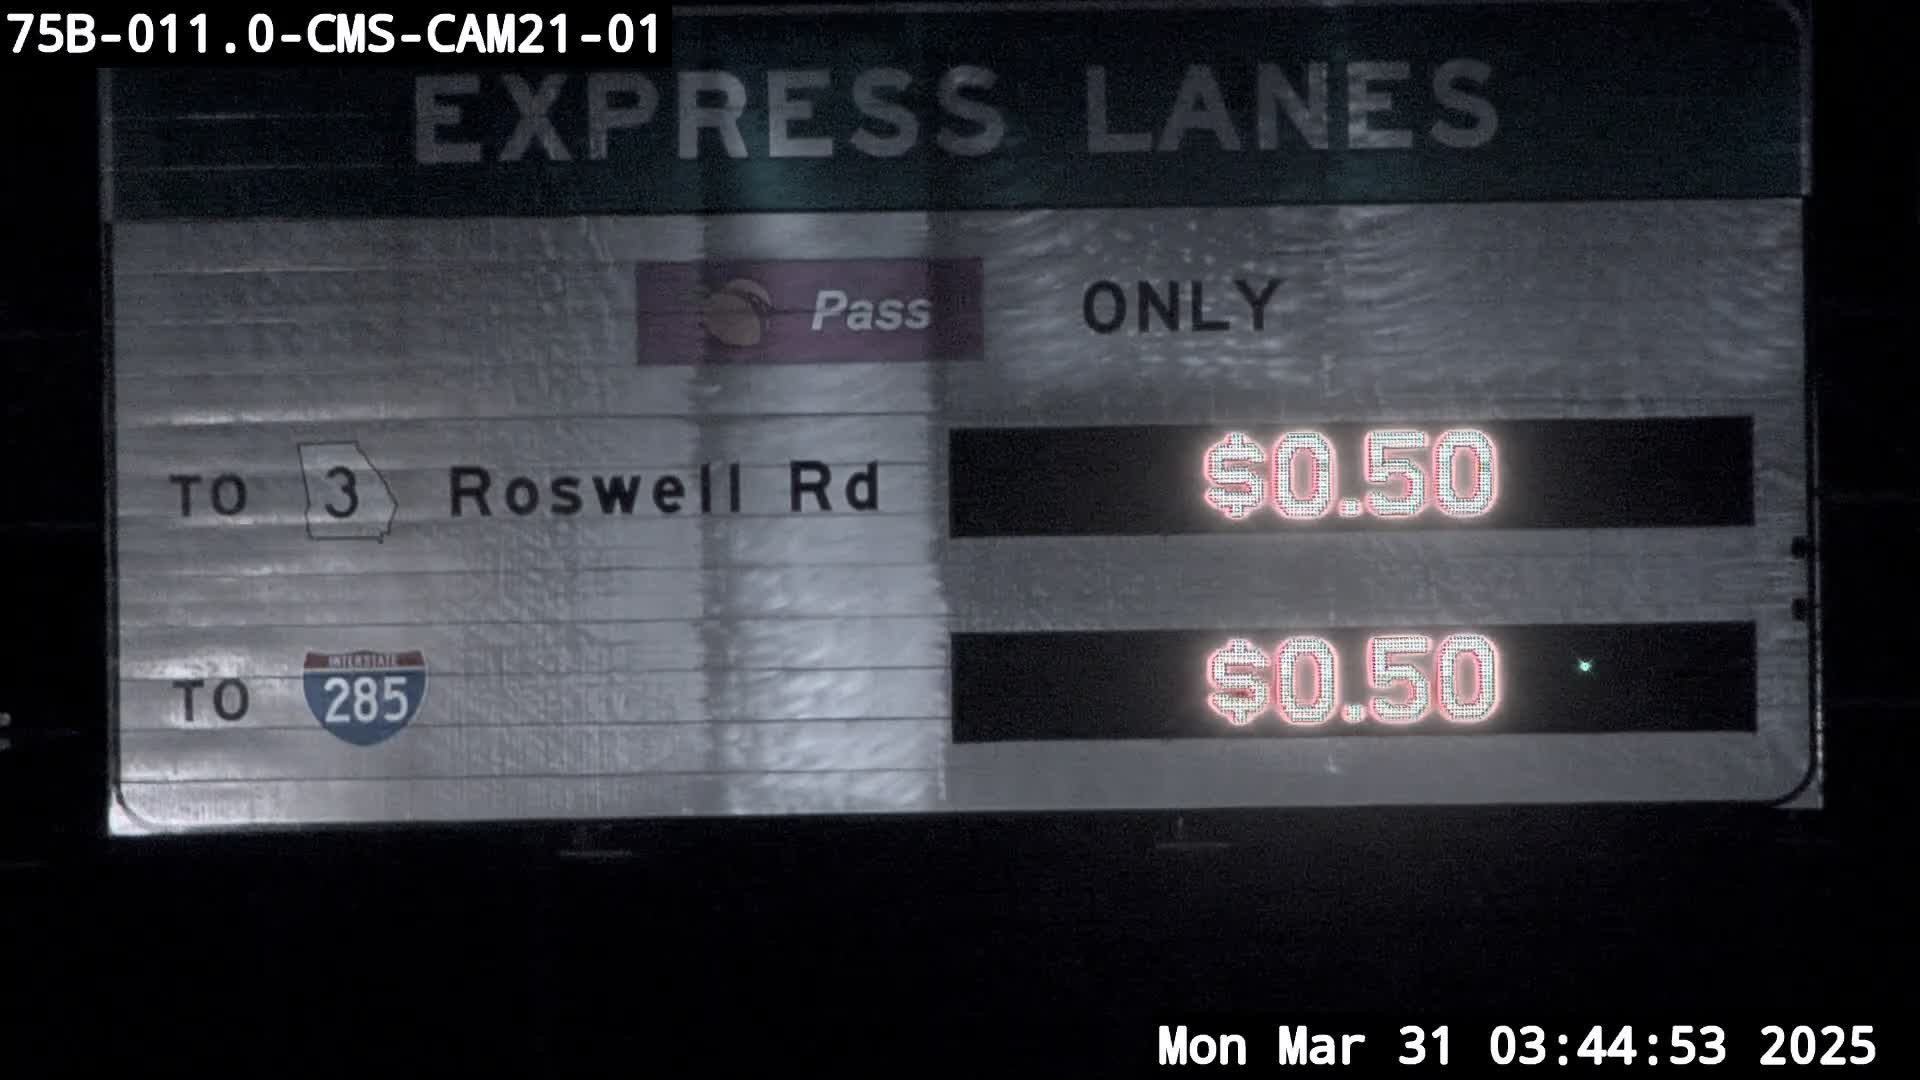 75B-011.0-CMS-CAM21-01
EXPRESS LANES
Pass ONLY
TO 3 Roswell Rd $0.50
TO INTERSTATE 285 $0.50
Mon Mar 31 03:44:53 2025